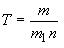 T = m / (m₁ n)